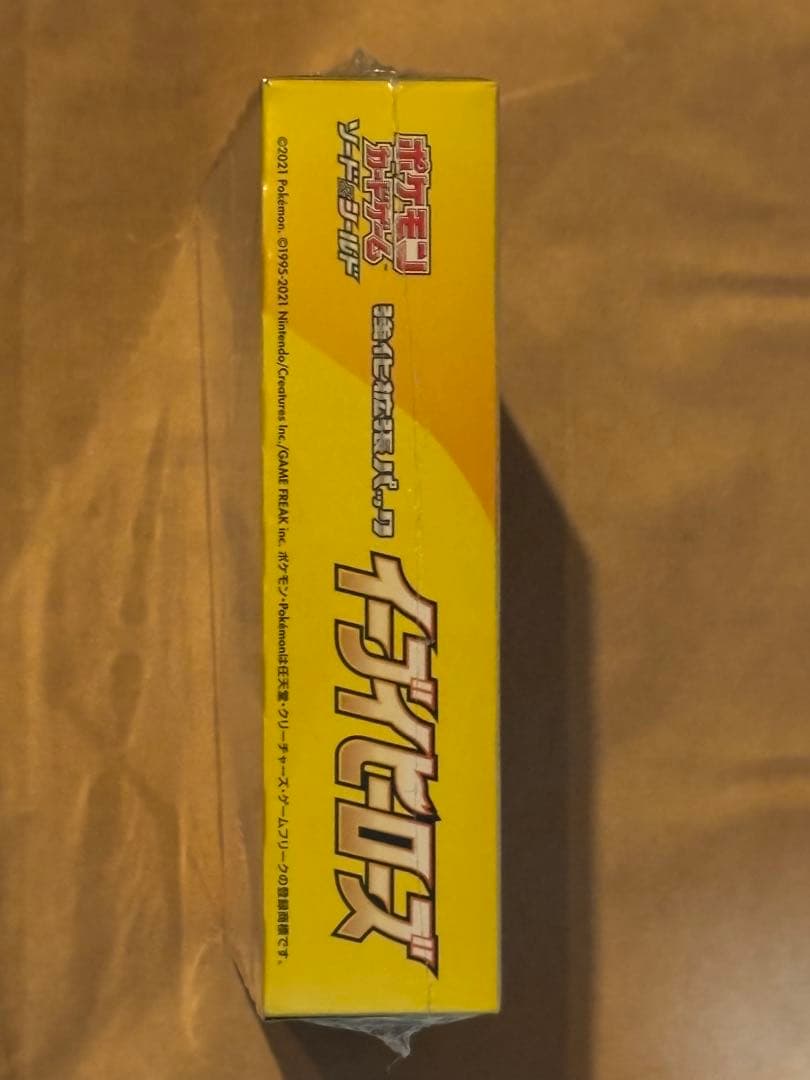 ポケモン
カードゲーム™
ソード&シールド
強化拡張パック
イーブイヒーローズ
©2021 Pokémon. ©1995-2021 Nintendo/Creatures Inc./GAME FREAK inc. ポケモン・Pokémonは任天堂・クリーチャーズ・ゲームフリークの登録商標です。